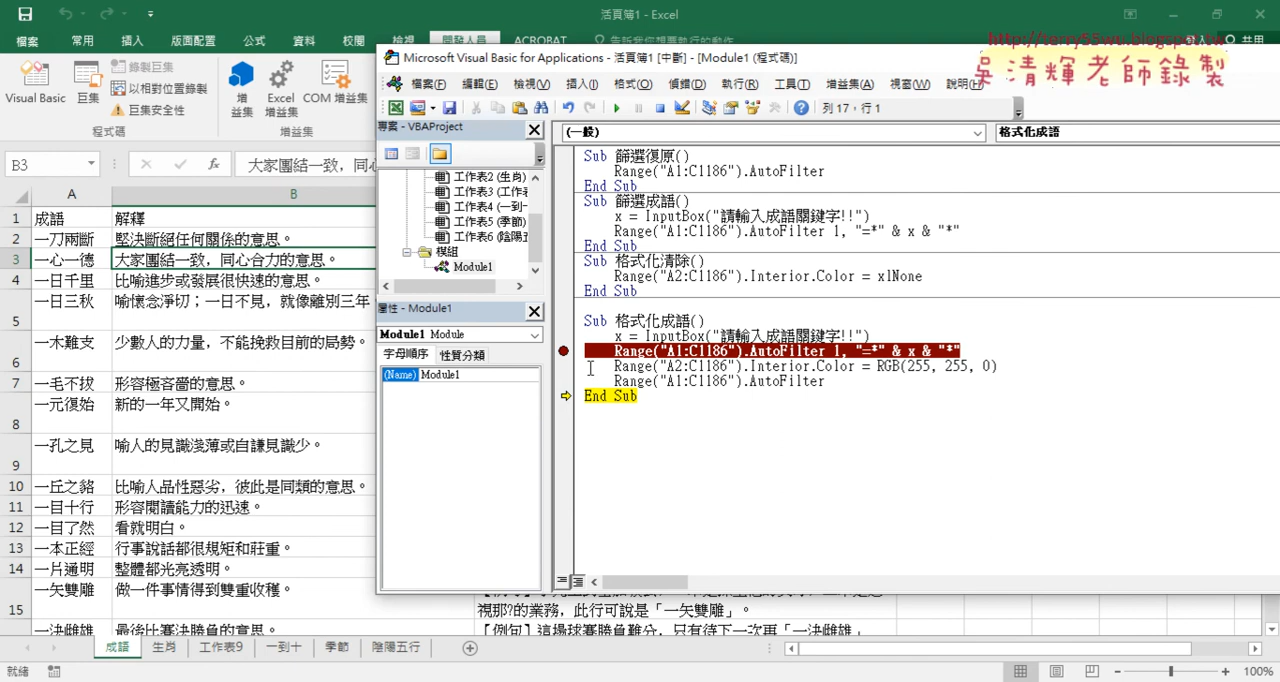 活頁簿1 - Excel
http://terry55wu.blogspot.tw
吳清輝老師錄製
檔案 常用 插入 版面配置 公式 資料 校閱 檢視 開發人員 ACROBAT 告訴我您想要執行的動作 共用
Visual Basic 巨集 錄製巨集 以相對位置錄製 巨集安全性 增益集 Excel 增益集 COM 增益集
程式碼 增益集
B3 fx 大家團結一致，同心
A B
1 成語 解釋
2 一刀兩斷 堅決斷絕任何關係的意思。
3 一心一德 大家團結一致，同心合力的意思。
4 一日千里 比喻進步或發展很快速的意思。
5 一日三秋 喻懷念淨切；一日不見，就像離別三年
6 一木難支 少數人的力量，不能挽救目前的局勢。
7 一毛不拔 形容極吝嗇的意思。
8 一元復始 新的一年又開始。
9 一孔之見 喻人的見識淺薄或自謙見識少。
10 一丘之貉 比喻人品性惡劣，彼此是同類的意思。
11 一目十行 形容閱讀能力的迅速。
12 一目了然 看就明白。
13 一本正經 行事說話都很規矩和莊重。
14 一片通明 整體都光亮透明。
15 一矢雙雕 做一件事情得到雙重收穫。
視那?的業務，此行可說是「一矢雙雕」。
一決雌雄 最後比賽決勝負的意思。 【例句】這場球賽勝負難分，只有待下一次再「一決雌雄」
成語 生肖 工作表9 一到十 季節 陰陽五行
就緒 100%
Microsoft Visual Basic for Applications - 活頁簿1 [中斷] - [Module1 (程式碼)]
檔案(F) 編輯(E) 檢視(V) 插入(I) 格式(O) 偵錯(D) 執行(R) 工具(T) 增益集(A) 視窗(W) 說明(H)
列 17，行 1
專案 - VBAProject
工作表2 (生肖)
工作表3 (工作表
工作表4 (一到十
工作表5 (季節)
工作表6 (陰陽五
模組
Module1
屬性 - Module1
Module1 Module
字母順序 性質分類
(Name) Module1
(一般) 格式化成語
Sub 篩選復原()
Range("A1:C1186").AutoFilter
End Sub
Sub 篩選成語()
x = InputBox("請輸入成語關鍵字!!")
Range("A1:C1186").AutoFilter 1, "=*" & x & "*"
End Sub
Sub 格式化清除()
Range("A2:C1186").Interior.Color = xlNone
End Sub
Sub 格式化成語()
x = InputBox("請輸入成語關鍵字!!")
Range("A1:C1186").AutoFilter 1, "=*" & x & "*"
Range("A2:C1186").Interior.Color = RGB(255, 255, 0)
Range("A1:C1186").AutoFilter
End Sub